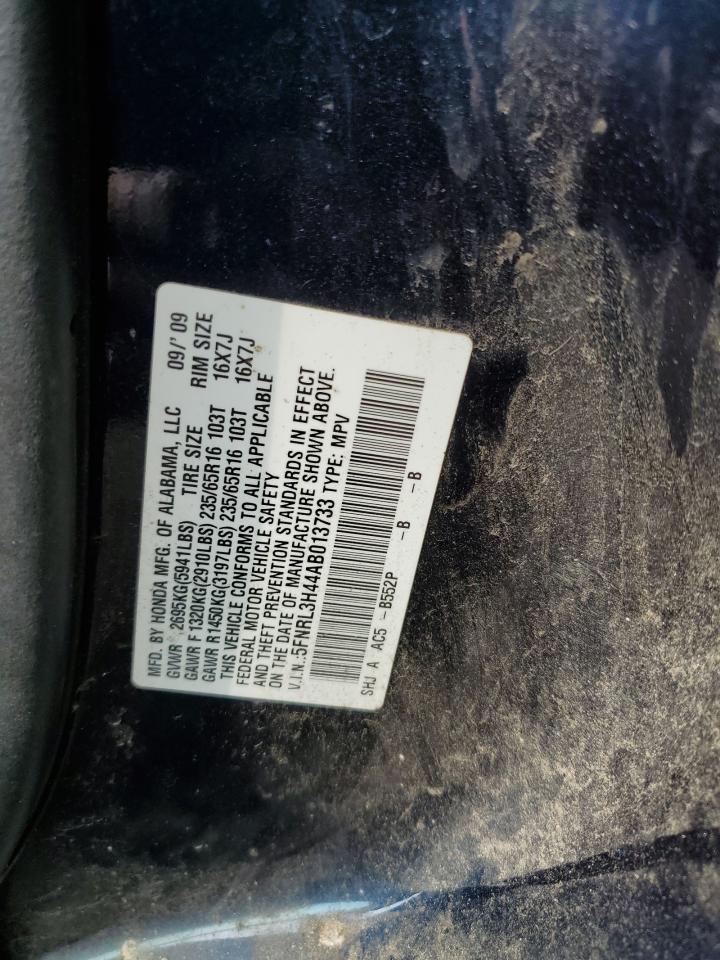 MFD. BY HONDA MFG. OF ALABAMA, LLC 09/' 09
GVWR 2695KG(5941LBS) TIRE SIZE RIM SIZE
GAWR F 1320KG(2910LBS) 235/65R16 103T 16X7J
GAWR R1450KG(3197LBS) 235/65R16 103T 16X7J
THIS VEHICLE CONFORMS TO ALL APPLICABLE
FEDERAL MOTOR VEHICLE SAFETY
AND THEFT PREVENTION STANDARDS IN EFFECT
ON THE DATE OF MANUFACTURE SHOWN ABOVE.
V.I.N.:5FNRL3H44AB013733 TYPE: MPV
SHJ A AC5 -B552P -B -B